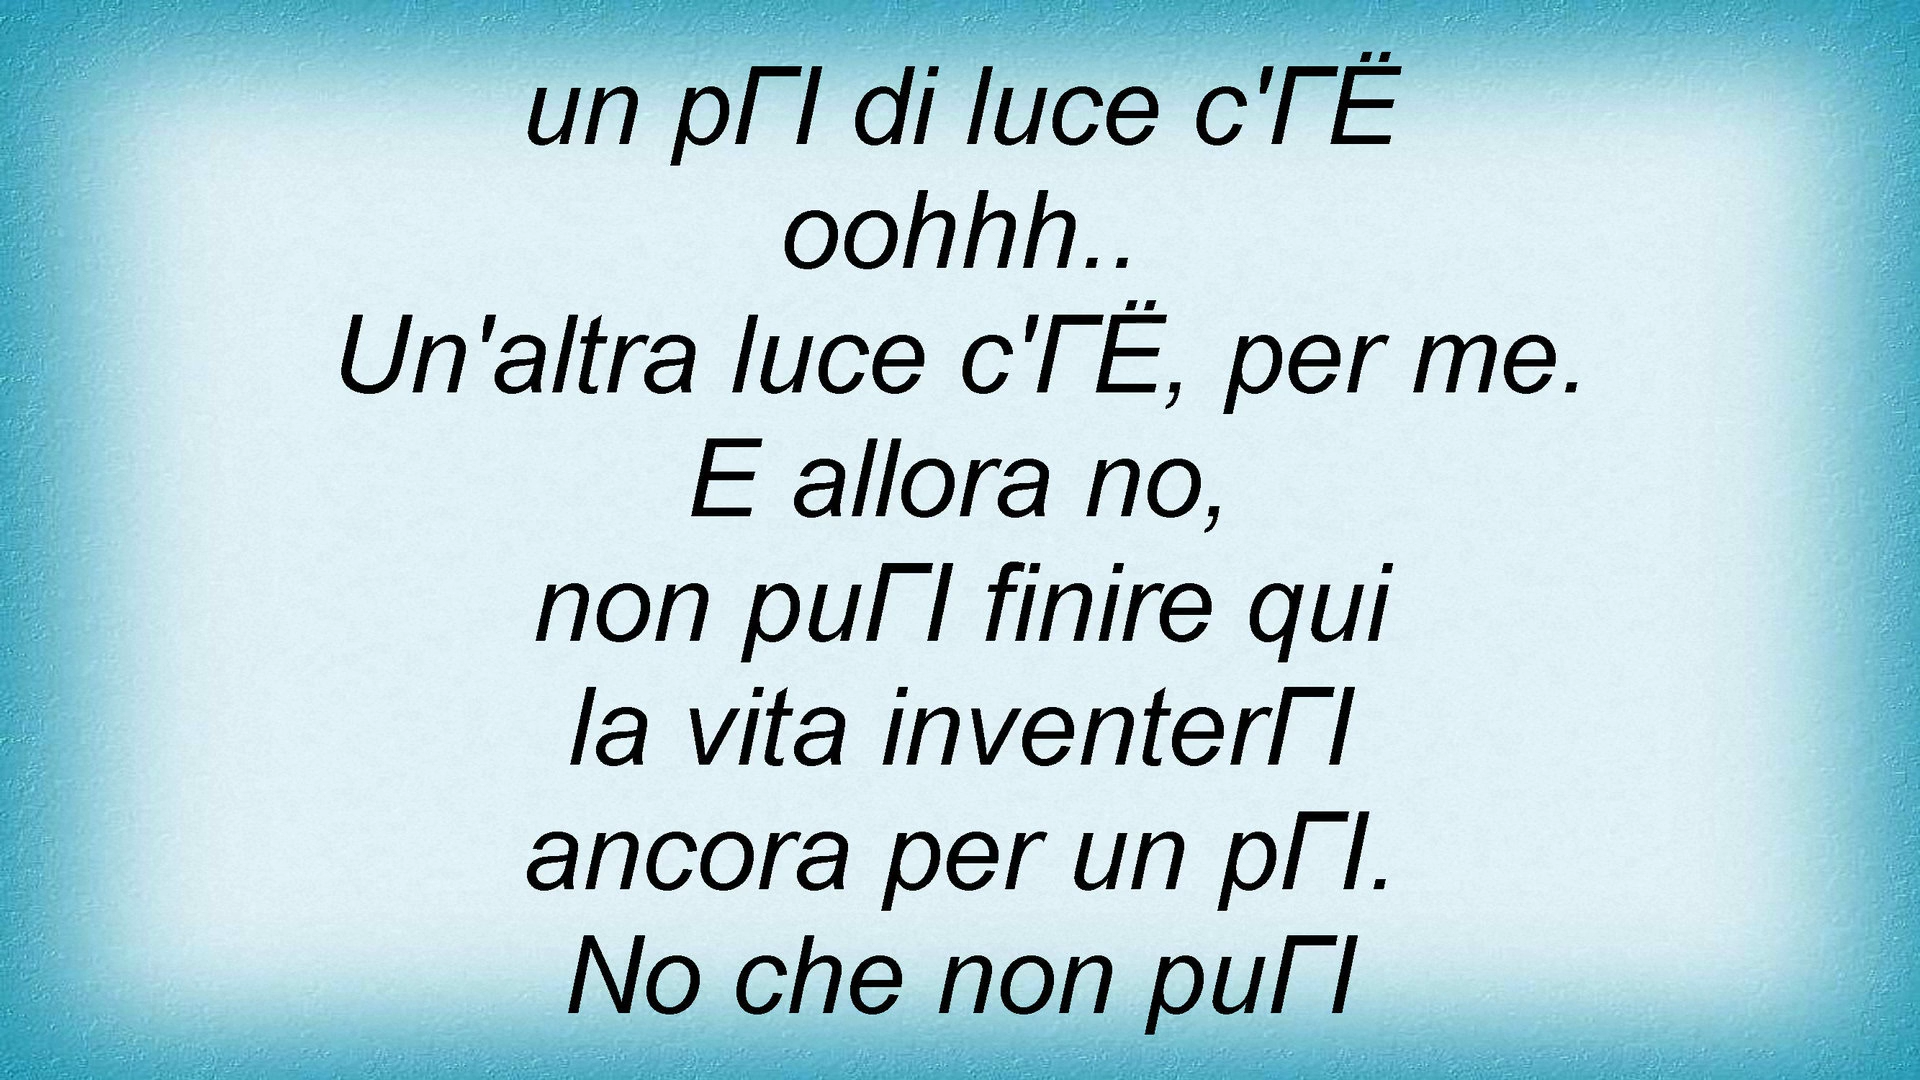 un pГІ di luce c'ГЁ
oohhh..
Un'altra luce c'ГЁ, per me.
E allora no,
non puГІ finire qui
la vita inventerГІ
ancora per un pГІ.
No che non puГІ